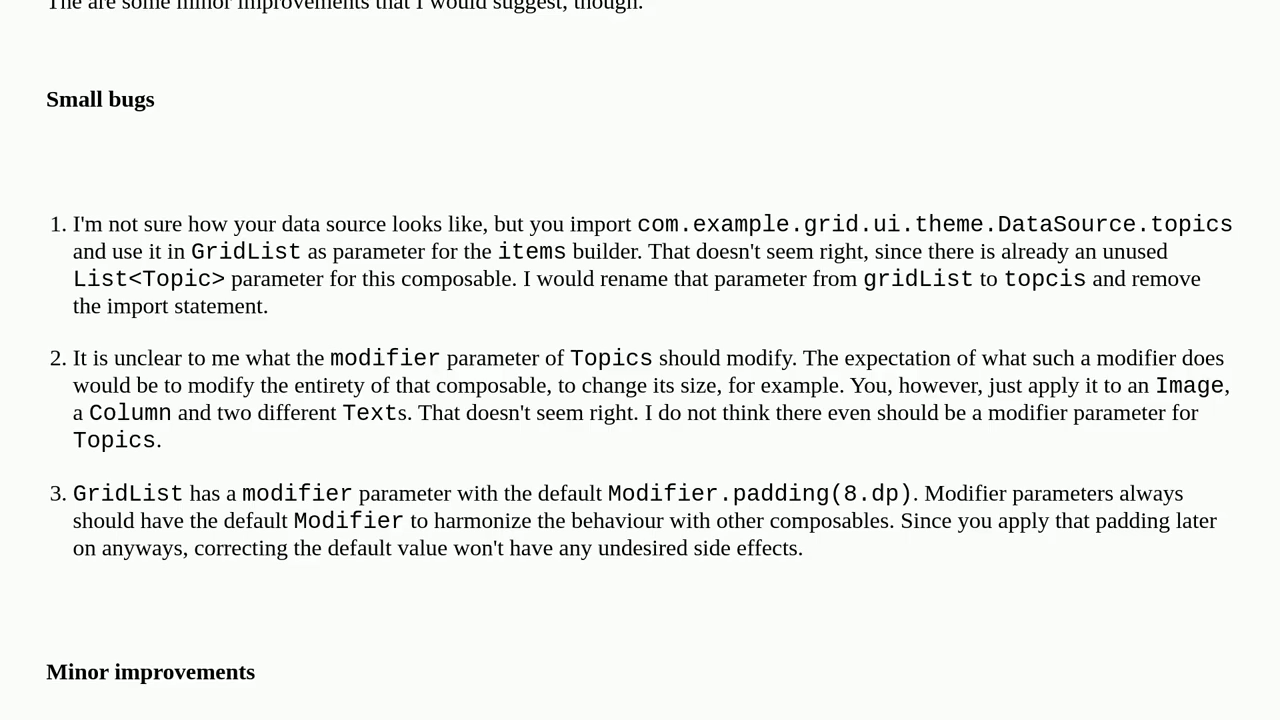 The are some minor improvements that I would suggest, though.
Small bugs
1. I'm not sure how your data source looks like, but you import com.example.grid.ui.theme.DataSource.topics
and use it in GridList as parameter for the items builder. That doesn't seem right, since there is already an unused
List<Topic> parameter for this composable. I would rename that parameter from gridList to topcis and remove
the import statement.
2. It is unclear to me what the modifier parameter of Topics should modify. The expectation of what such a modifier does
would be to modify the entirety of that composable, to change its size, for example. You, however, just apply it to an Image,
a Column and two different Texts. That doesn't seem right. I do not think there even should be a modifier parameter for
Topics.
3. GridList has a modifier parameter with the default Modifier.padding(8.dp). Modifier parameters always
should have the default Modifier to harmonize the behaviour with other composables. Since you apply that padding later
on anyways, correcting the default value won't have any undesired side effects.
Minor improvements